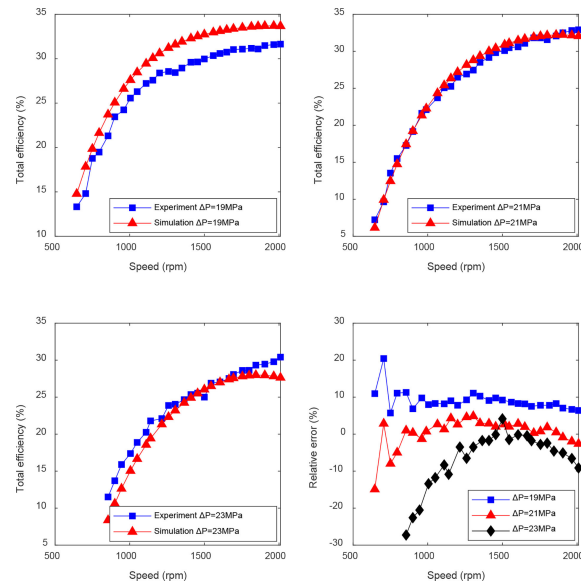 35
30
25
20
15
10
Total efficiency (%)
Experiment ΔP=19MPa
Simulation ΔP=19MPa
500
1000
1500
2000
Speed (rpm)
35
30
25
20
15
10
5
Total efficiency (%)
Experiment ΔP=21MPa
Simulation ΔP=21MPa
500
1000
1500
2000
Speed (rpm)
35
30
25
20
15
10
5
Total efficiency (%)
Experiment ΔP=23MPa
Simulation ΔP=23MPa
500
1000
1500
2000
Speed (rpm)
30
20
10
0
-10
-20
-30
Relative error (%)
ΔP=19MPa
ΔP=21MPa
ΔP=23MPa
500
1000
1500
2000
Speed (rpm)